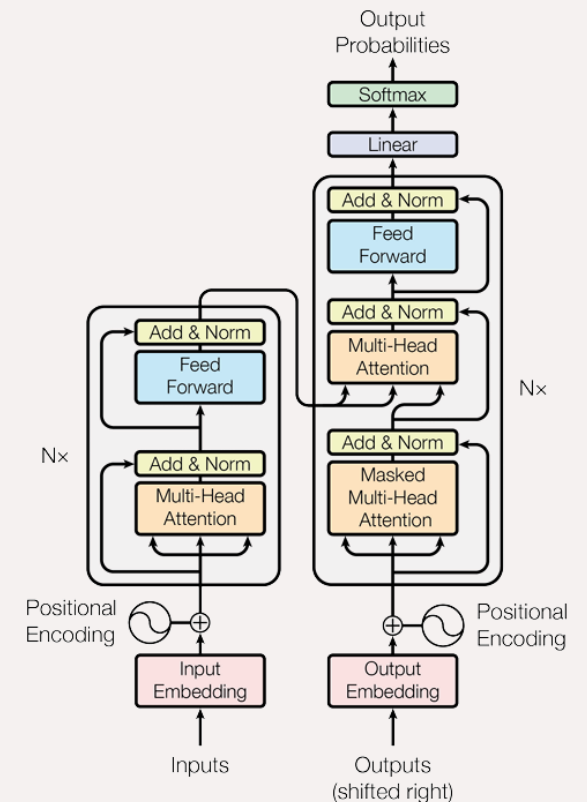 Output
Probabilities
Softmax
Linear
Add & Norm
Feed
Forward
Add & Norm
Multi-Head
Attention
Add & Norm
Masked
Multi-Head
Attention
N×
Add & Norm
Feed
Forward
Add & Norm
Multi-Head
Attention
N×
Positional
Encoding
Positional
Encoding
Input
Embedding
Output
Embedding
Inputs
Outputs
(shifted right)